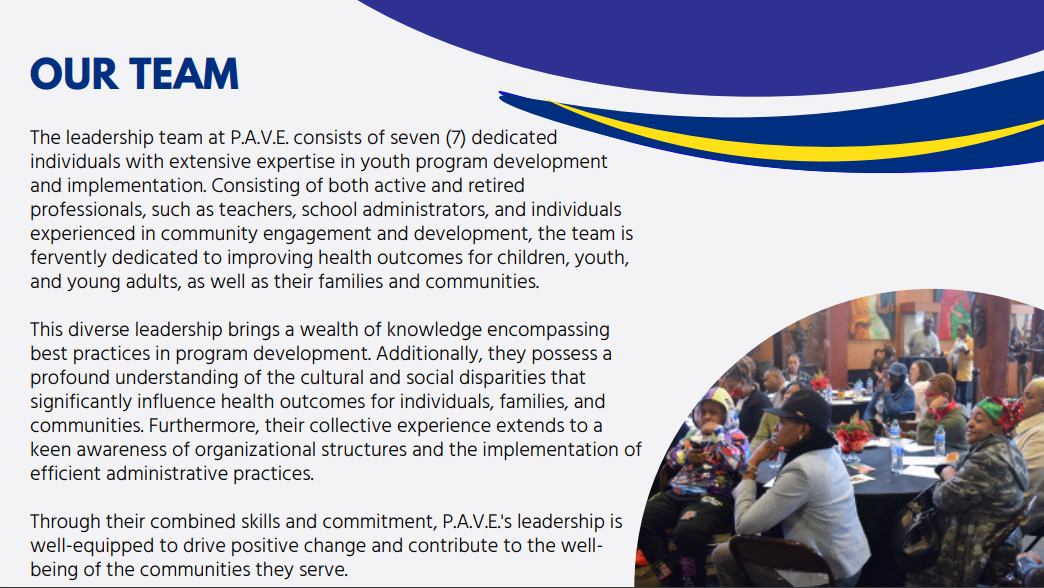 OUR TEAM
The leadership team at P.A.V.E. consists of seven (7) dedicated
individuals with extensive expertise in youth program development
and implementation. Consisting of both active and retired
professionals, such as teachers, school administrators, and individuals
experienced in community engagement and development, the team is
fervently dedicated to improving health outcomes for children, youth,
and young adults, as well as their families and communities.
This diverse leadership brings a wealth of knowledge encompassing
best practices in program development. Additionally, they possess a
profound understanding of the cultural and social disparities that
significantly influence health outcomes for individuals, families, and
communities. Furthermore, their collective experience extends to a
keen awareness of organizational structures and the implementation of
efficient administrative practices.
Through their combined skills and commitment, P.A.V.E.'s leadership is
well-equipped to drive positive change and contribute to the well-
being of the communities they serve.